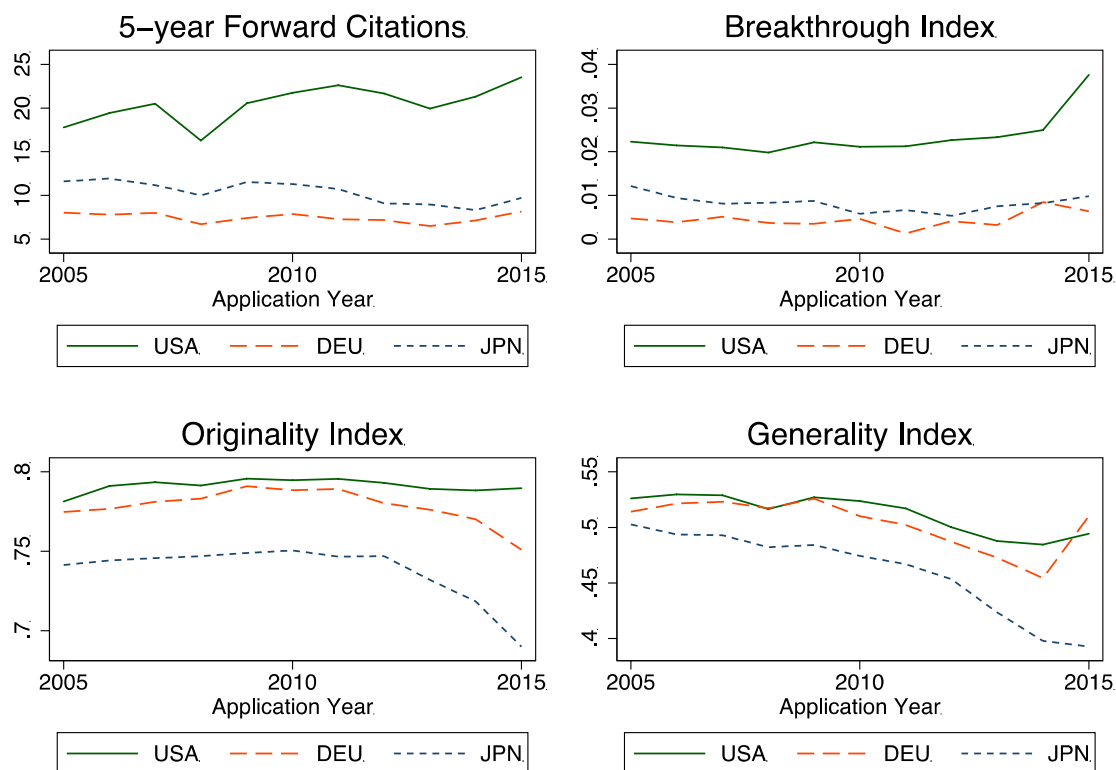 5-year Forward Citations
25
20
15
10
5
2005 2010 2015
Application Year
USA DEU JPN
Breakthrough Index
.04
.03
.02
.01
0
2005 2010 2015
Application Year
USA DEU JPN
Originality Index
.8
.75
.7
2005 2010 2015
Application Year
USA DEU JPN
Generality Index
.55
.5
.45
.4
2005 2010 2015
Application Year
USA DEU JPN